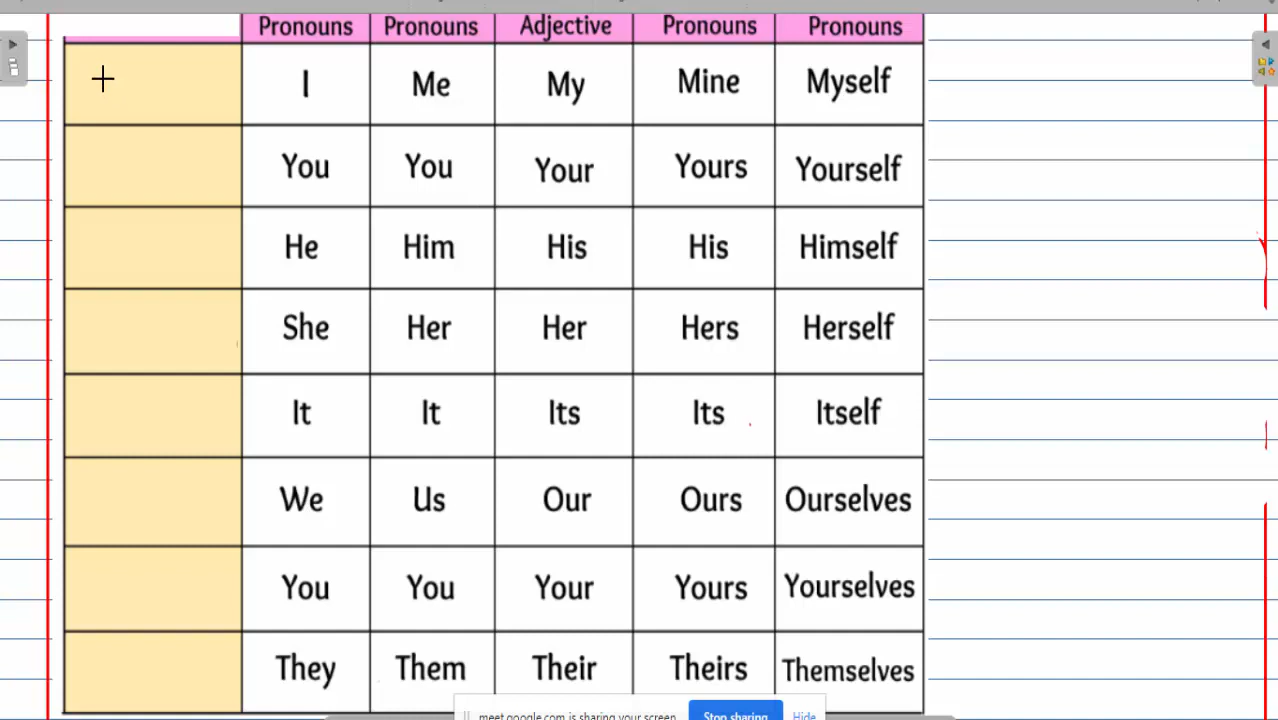 Pronouns Pronouns Adjective Pronouns Pronouns
I Me My Mine Myself
You You Your Yours Yourself
He Him His His Himself
She Her Her Hers Herself
It It Its Its Itself
We Us Our Ours Ourselves
You You Your Yours Yourselves
They Them Their Theirs Themselves
meet.google.com is sharing your screen. Stop sharing Hide